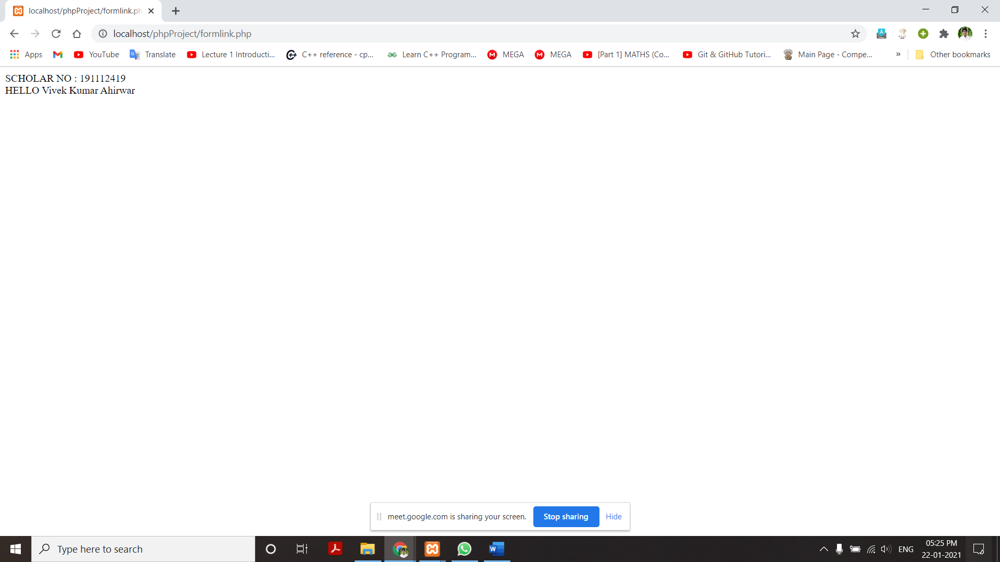 localhost/phpProject/formlink.ph
localhost/phpProject/formlink.php
Apps YouTube Translate Lecture 1 Introducti... C++ reference - cp... Learn C++ Program... MEGA MEGA [Part 1] MATHS (Co... Git & GitHub Tutori... Main Page - Compe... » Other bookmarks
SCHOLAR NO : 191112419
HELLO Vivek Kumar Ahirwar
meet.google.com is sharing your screen. Stop sharing Hide
Type here to search
ENG
05:25 PM
22-01-2021